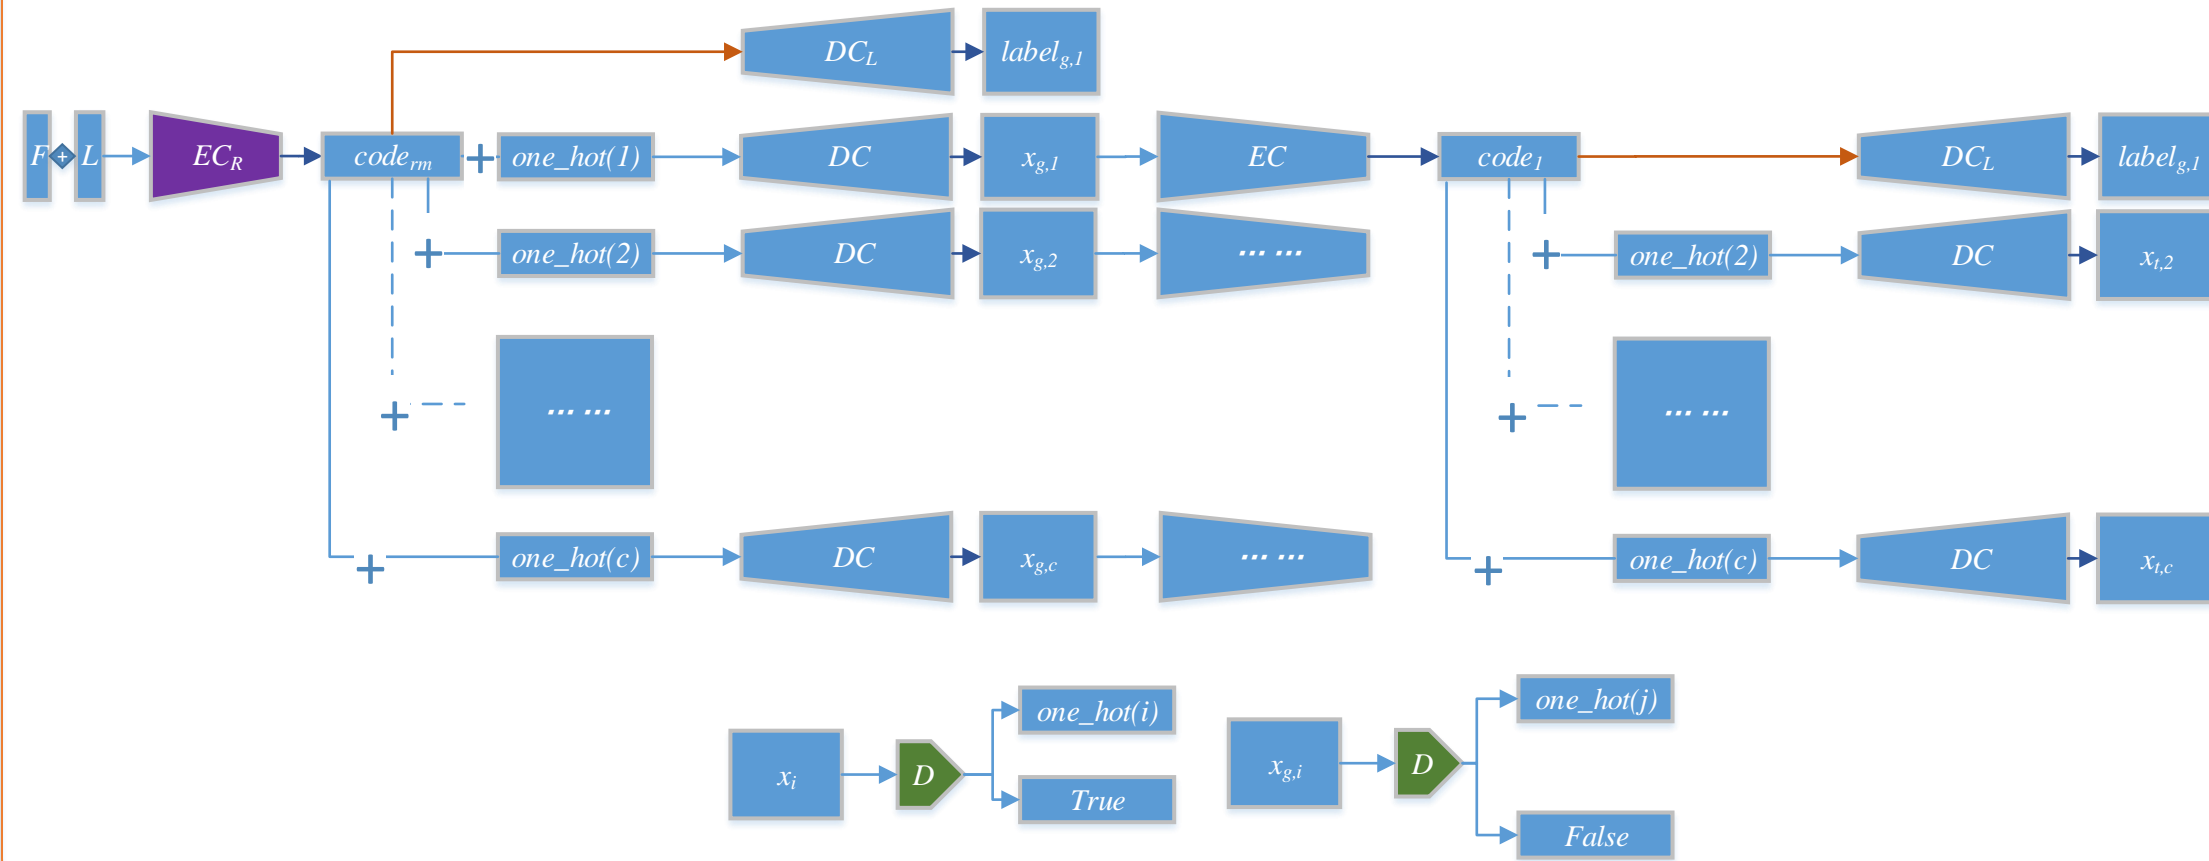 DC_L label_g,1
F + L EC_R code_rm + one_hot(1) DC x_g,1 EC code_1 DC_L label_g,1
+ one_hot(2) DC x_g,2 ... ... + one_hot(2) DC x_t,2
+ ... ... + ... ...
+ one_hot(c) DC x_g,c ... ... + one_hot(c) DC x_t,c
one_hot(i) one_hot(j)
x_i D x_g,i D
True False